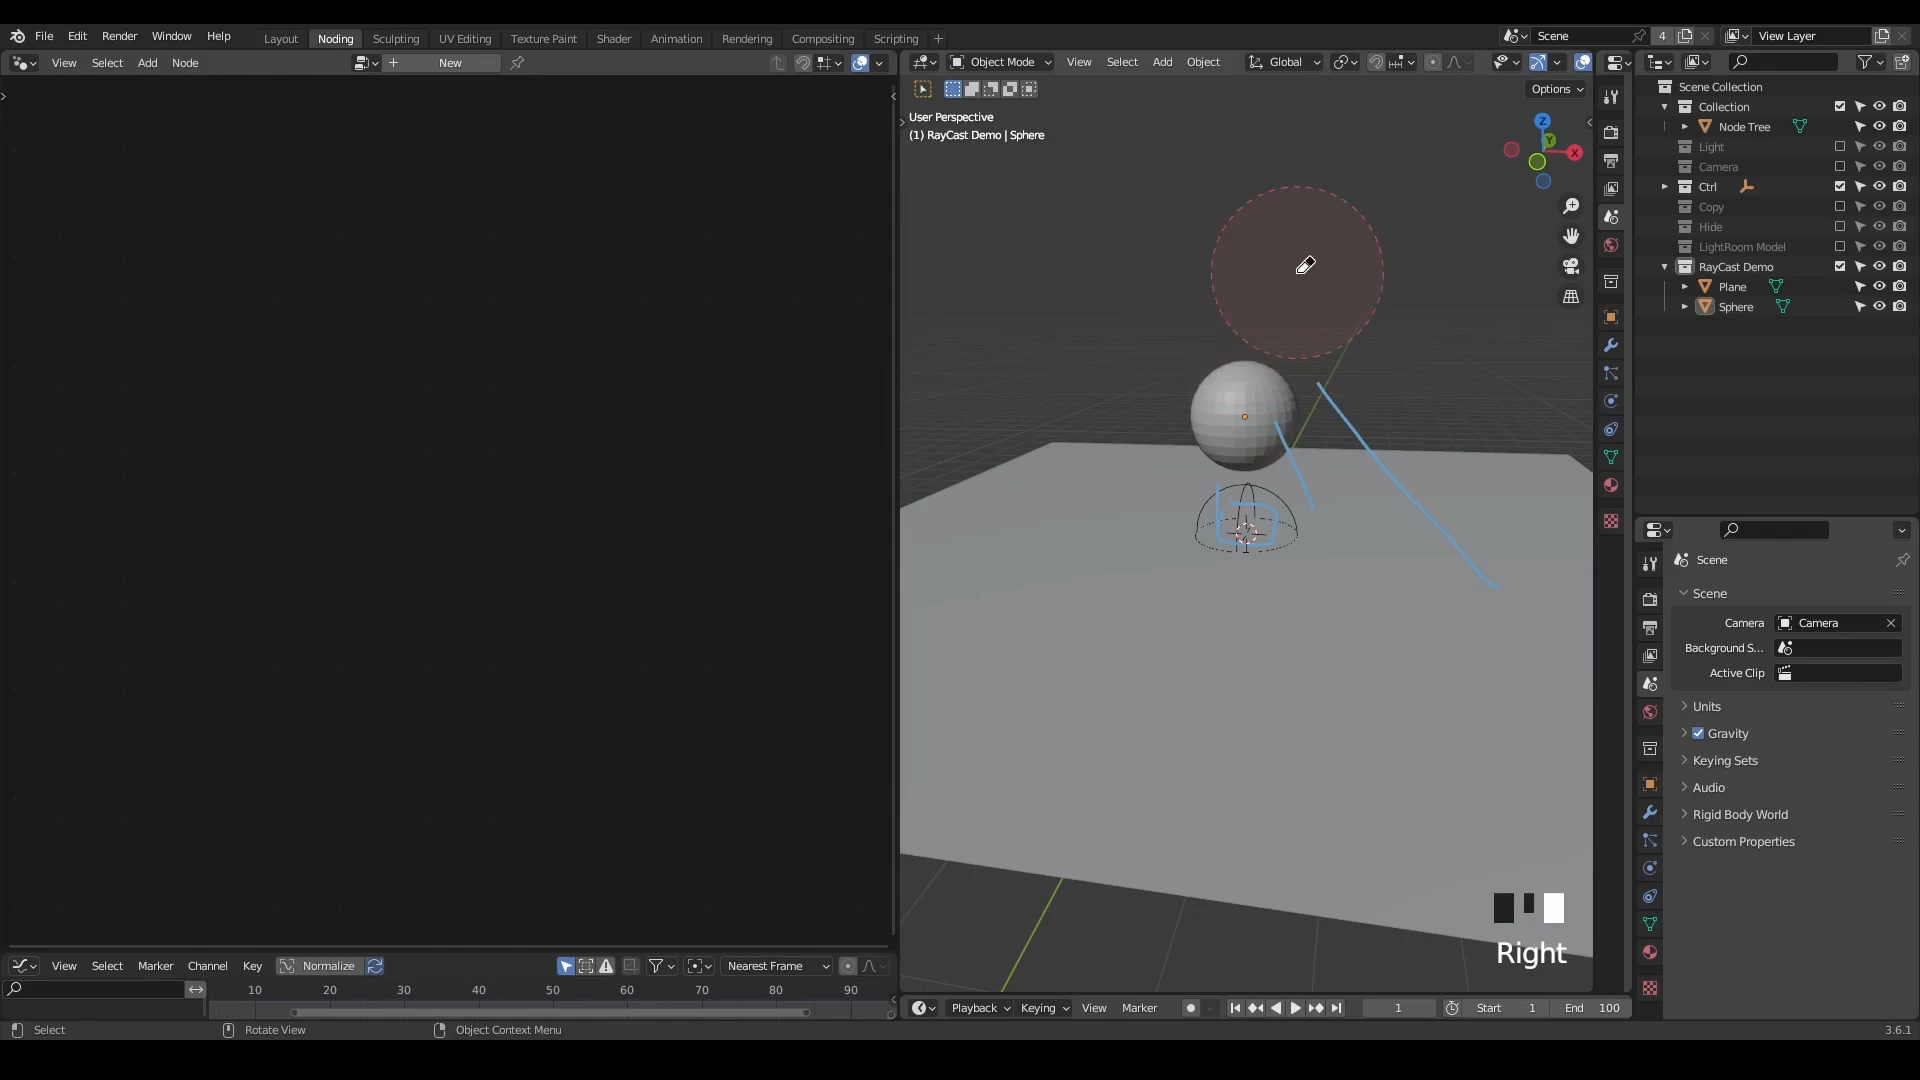 File Edit Render Window Help Layout Noding Sculpting UV Editing Texture Paint Shader Animation Rendering Compositing Scripting Scene 4 View Layer
View Select Add Node New Object Mode View Select Add Object Global
Options
User Perspective
(1) RayCast Demo | Sphere
Z
Y
X
Scene Collection
Collection
Node Tree
Light
Camera
Ctrl
Copy
Hide
LightRoom Model
RayCast Demo
Plane
Sphere
Scene
Scene
Camera Camera
Background S...
Active Clip
Units
Gravity
Keying Sets
Audio
Rigid Body World
Custom Properties
Right
View Select Marker Channel Key Normalize Nearest Frame
10 20 30 40 50 60 70 80 90
Playback Keying View Marker 1 Start 1 End 100
Select Rotate View Object Context Menu 3.6.1